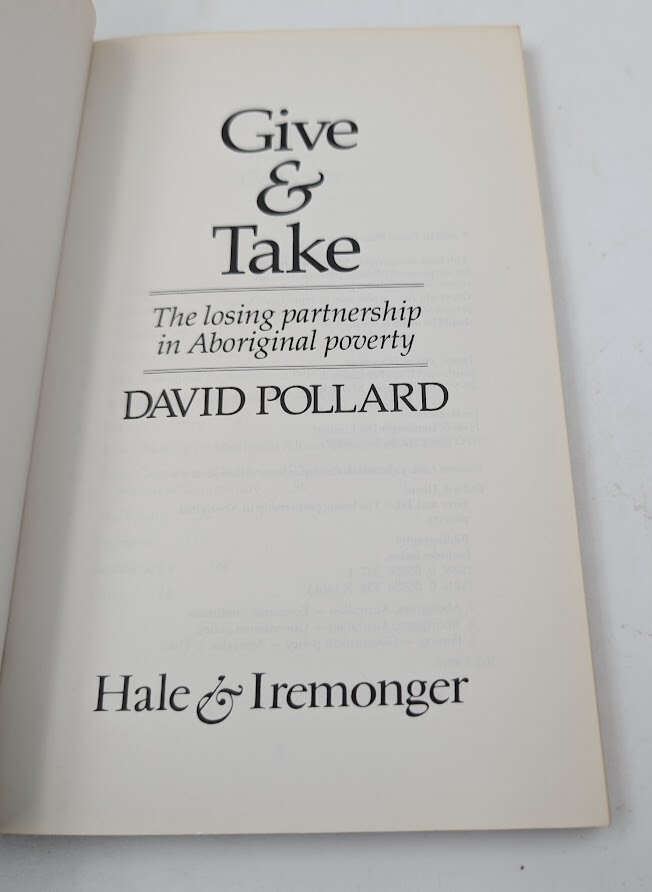 Give
&
Take
The losing partnership
in Aboriginal poverty
DAVID POLLARD
Hale & Iremonger